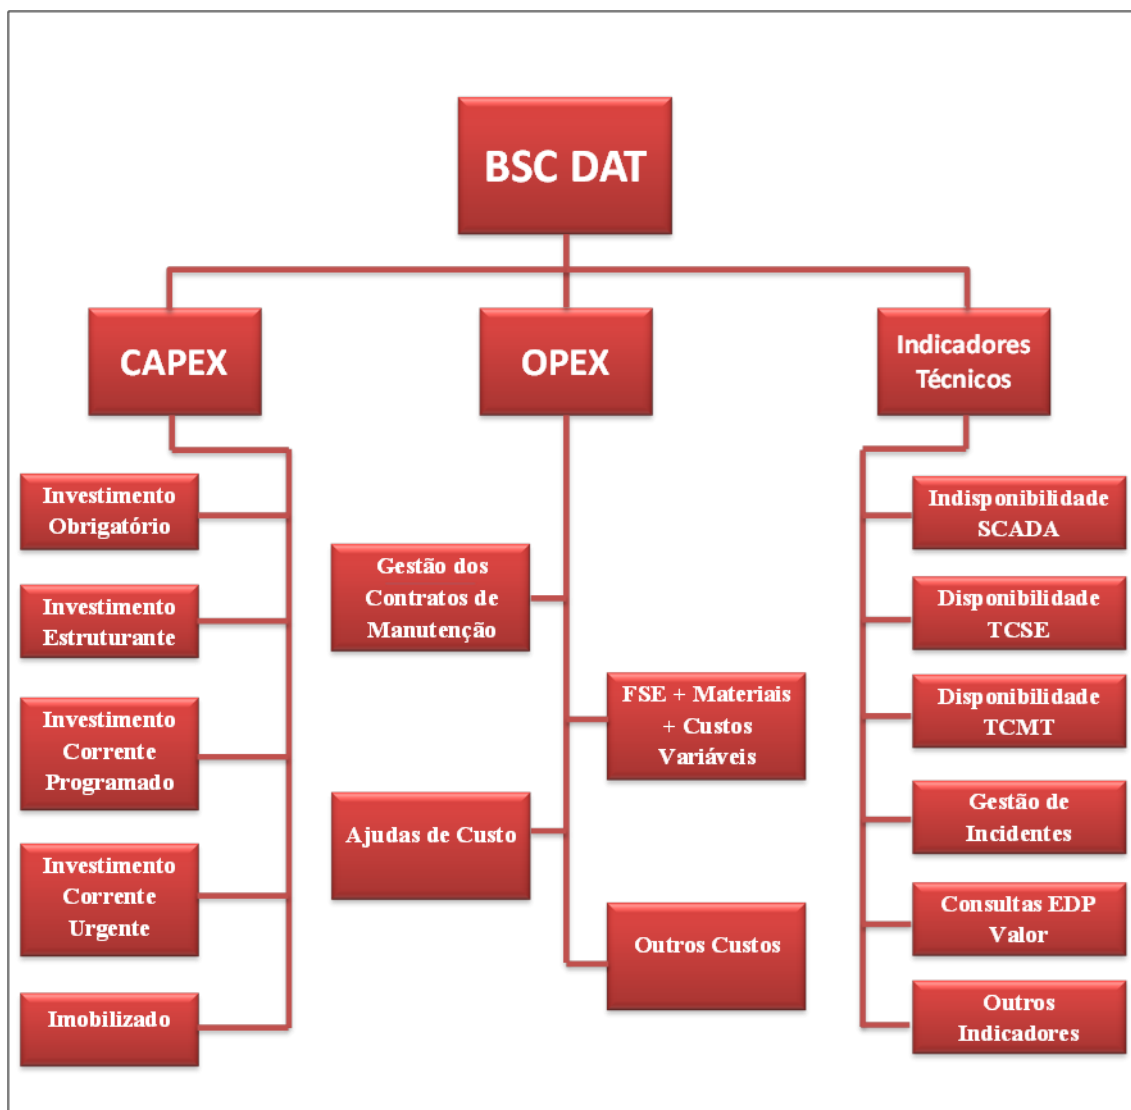 BSC DAT
CAPEX
OPEX
Indicadores
Técnicos
Investimento
Obrigatório
Investimento
Estruturante
Investimento
Corrente
Programado
Investimento
Corrente
Urgente
Imobilizado
Gestão dos
Contratos de
Manutenção
FSE + Materiais
+ Custos
Variáveis
Ajudas de Custo
Outros Custos
Indisponibilidade
SCADA
Disponibilidade
TCSE
Disponibilidade
TCMT
Gestão de
Incidentes
Consultas EDP
Valor
Outros
Indicadores